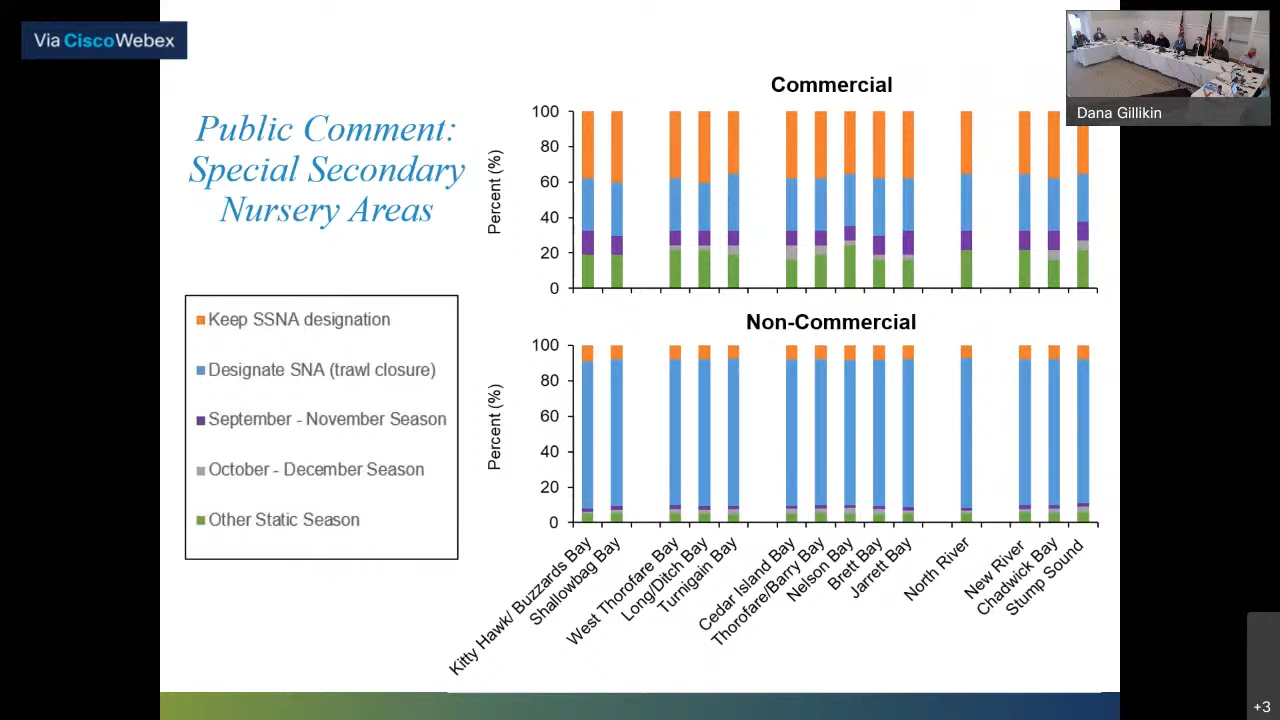 Via Cisco Webex
Dana Gillikin
Public Comment:
Special Secondary
Nursery Areas
Keep SSNA designation
Designate SNA (trawl closure)
September - November Season
October - December Season
Other Static Season
Commercial
Percent (%)
100
80
60
40
20
0
Non-Commercial
Percent (%)
100
80
60
40
20
0
Kitty Hawk/ Buzzards Bay
Shallowbag Bay
West Thorofare Bay
Long/Ditch Bay
Turnigain Bay
Cedar Island Bay
Thorofare/Barry Bay
Nelson Bay
Brett Bay
Jarrett Bay
North River
New River
Chadwick Bay
Stump Sound
+3